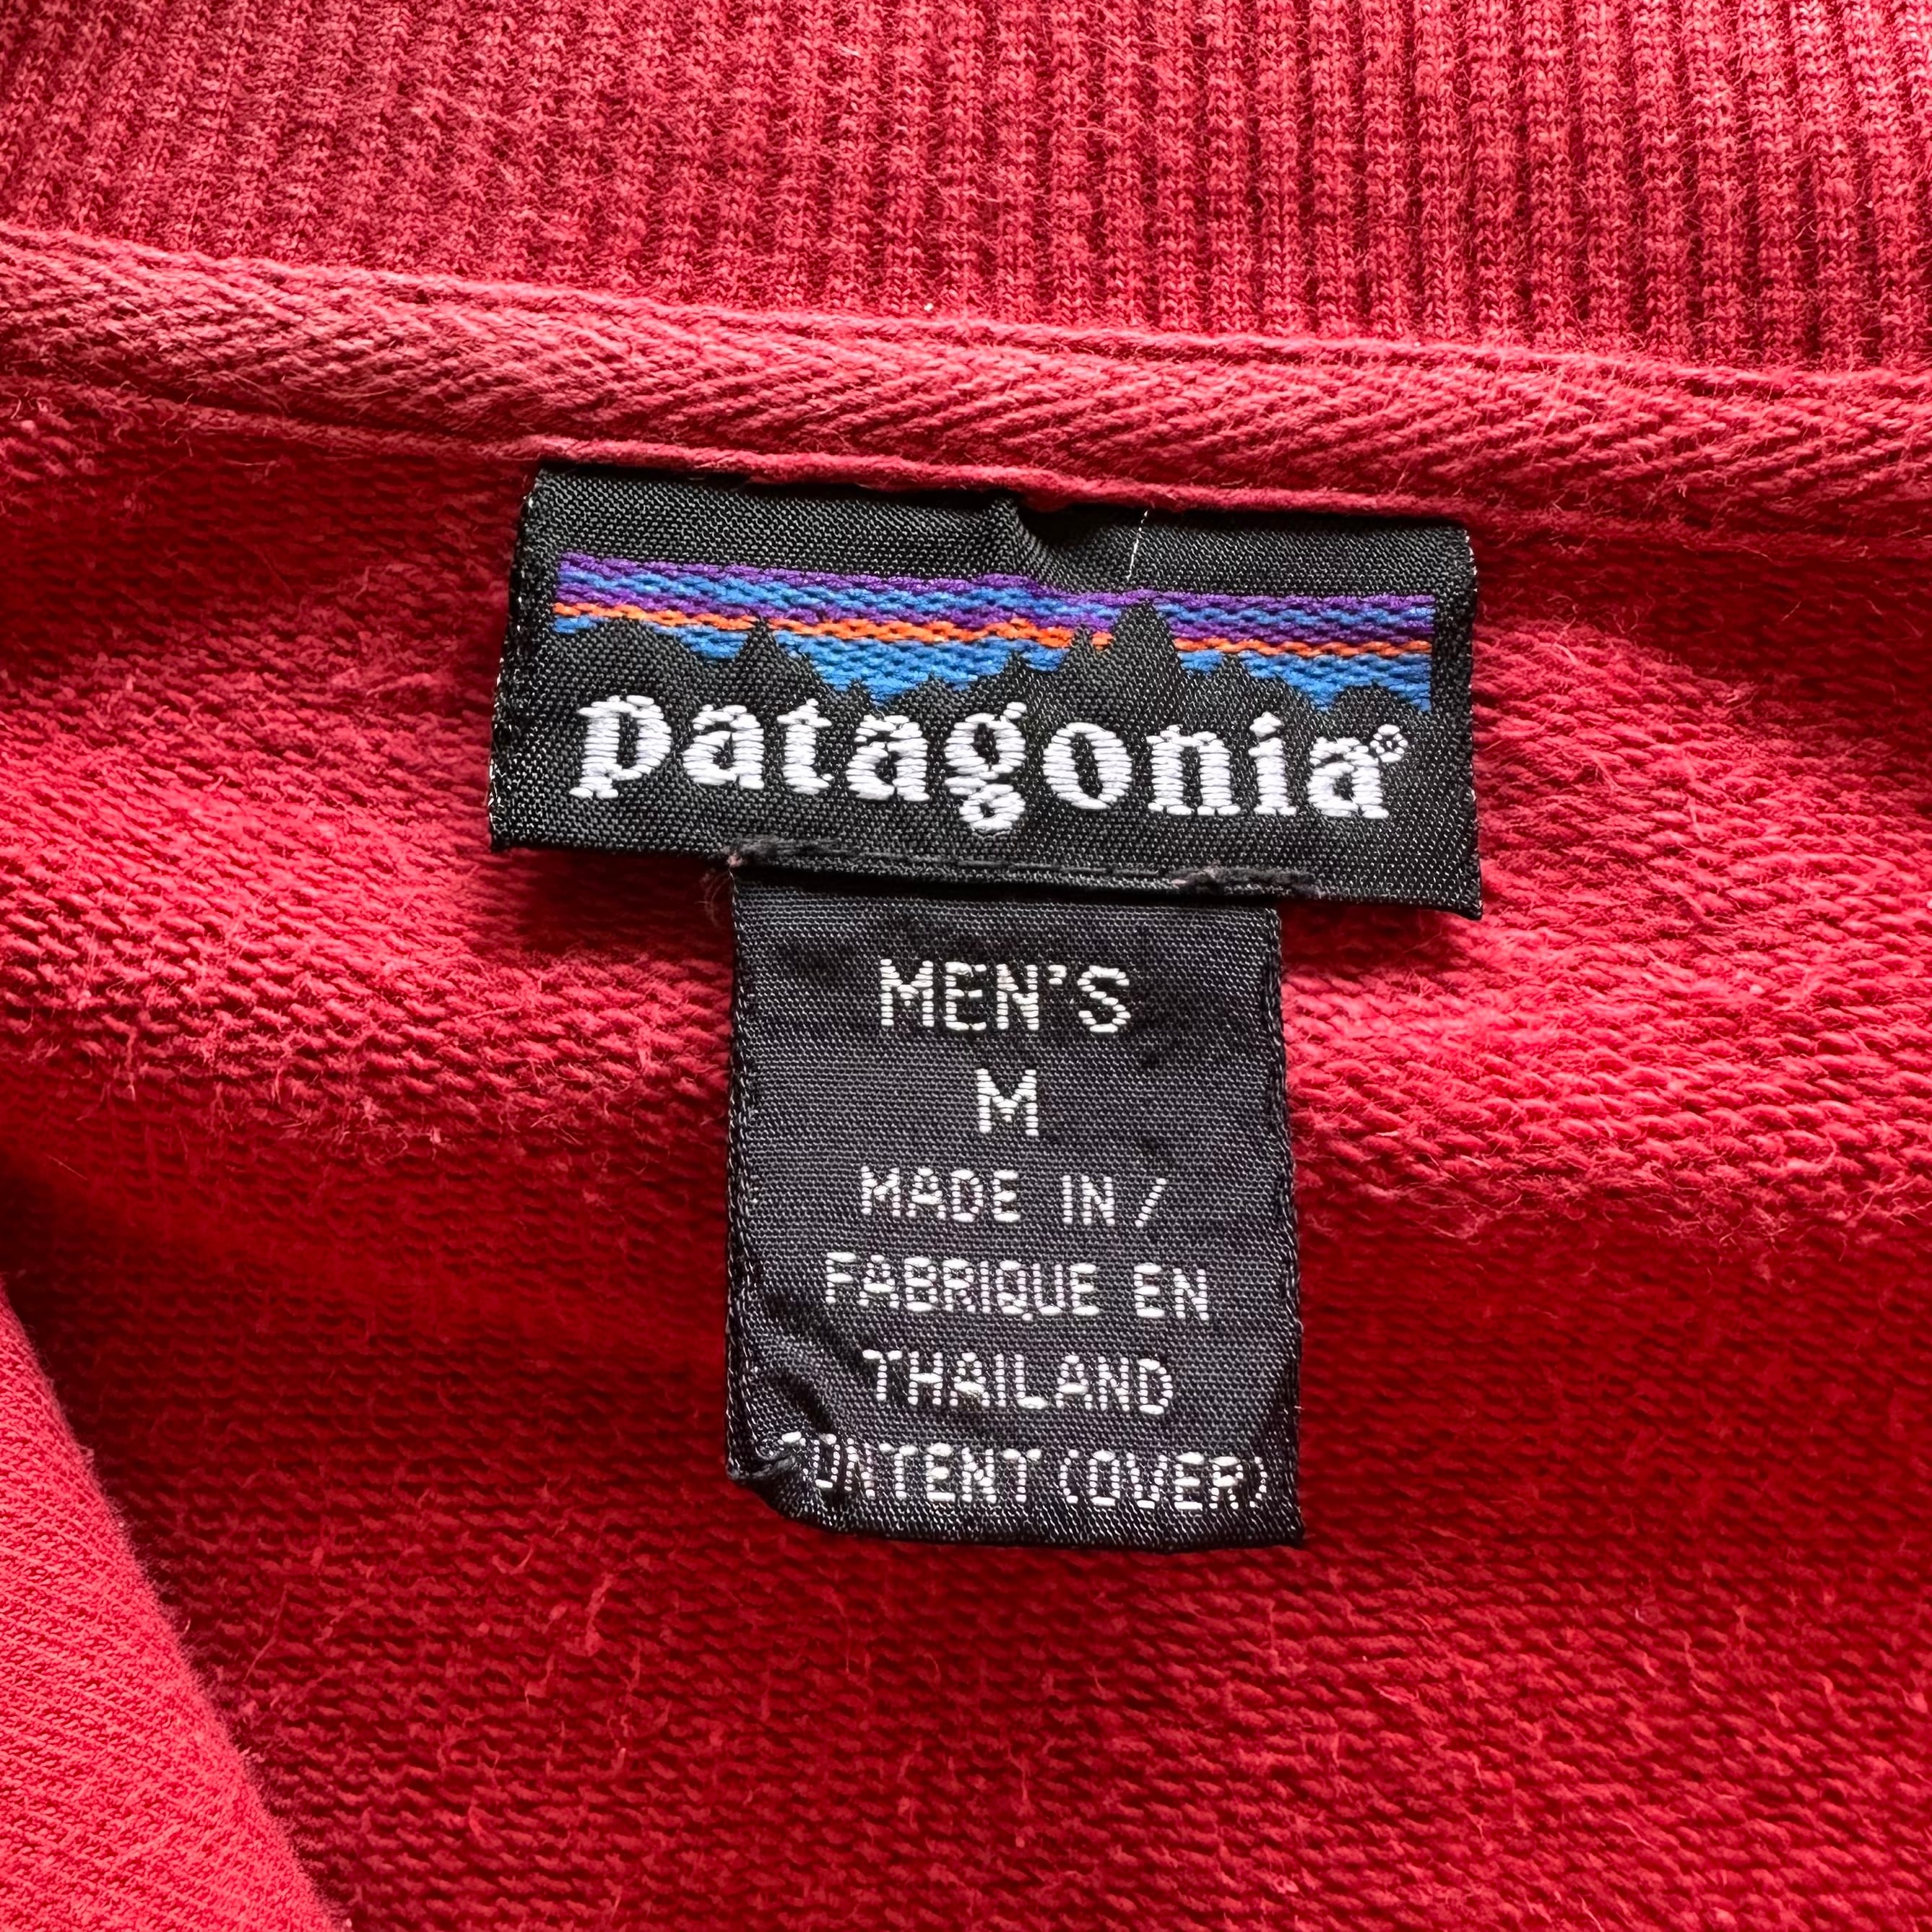 patagonia®
MEN'S
M
MADE IN/
FABRIQUE EN
THAILAND
CONTENT (OVER)